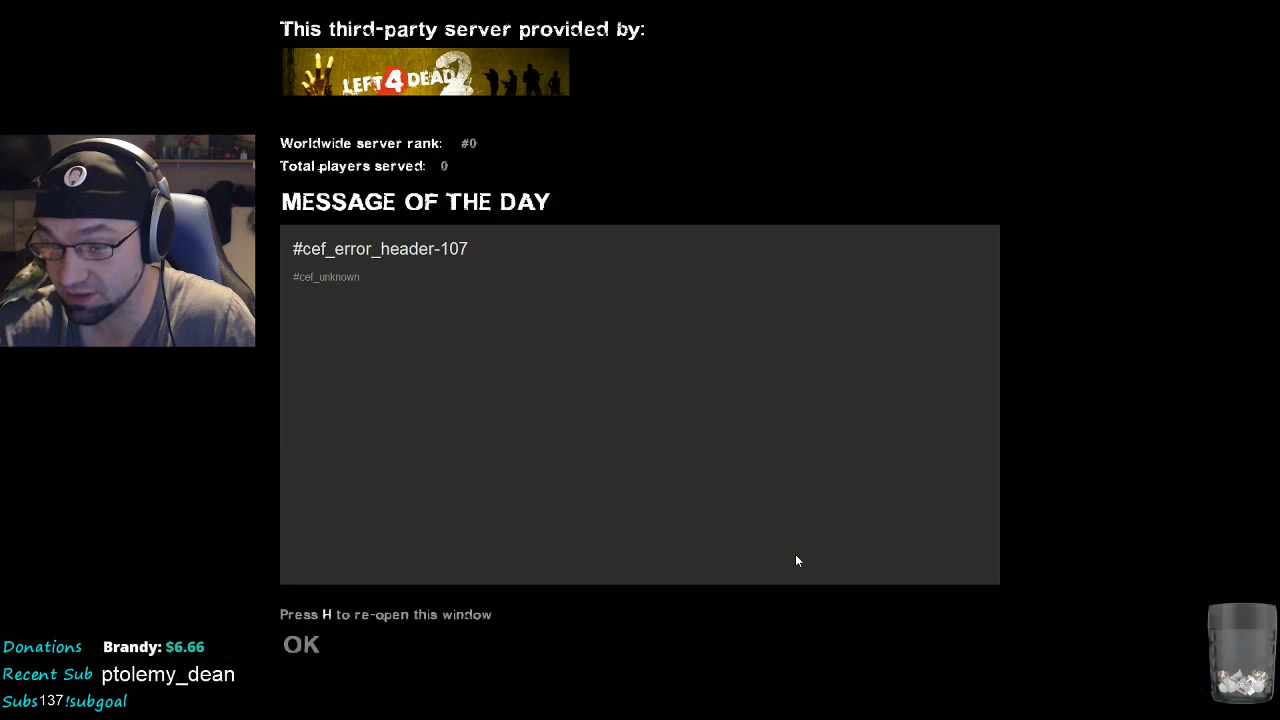 This third-party server provided by:
LEFT 4 DEAD 2
Worldwide server rank: #0
Total players served: 0
MESSAGE OF THE DAY
#cef_error_header-107
#cef_unknown
Press H to re-open this window
OK
Donations Brandy: $6.66
Recent Sub ptolemy_dean
Subs 137 !subgoal